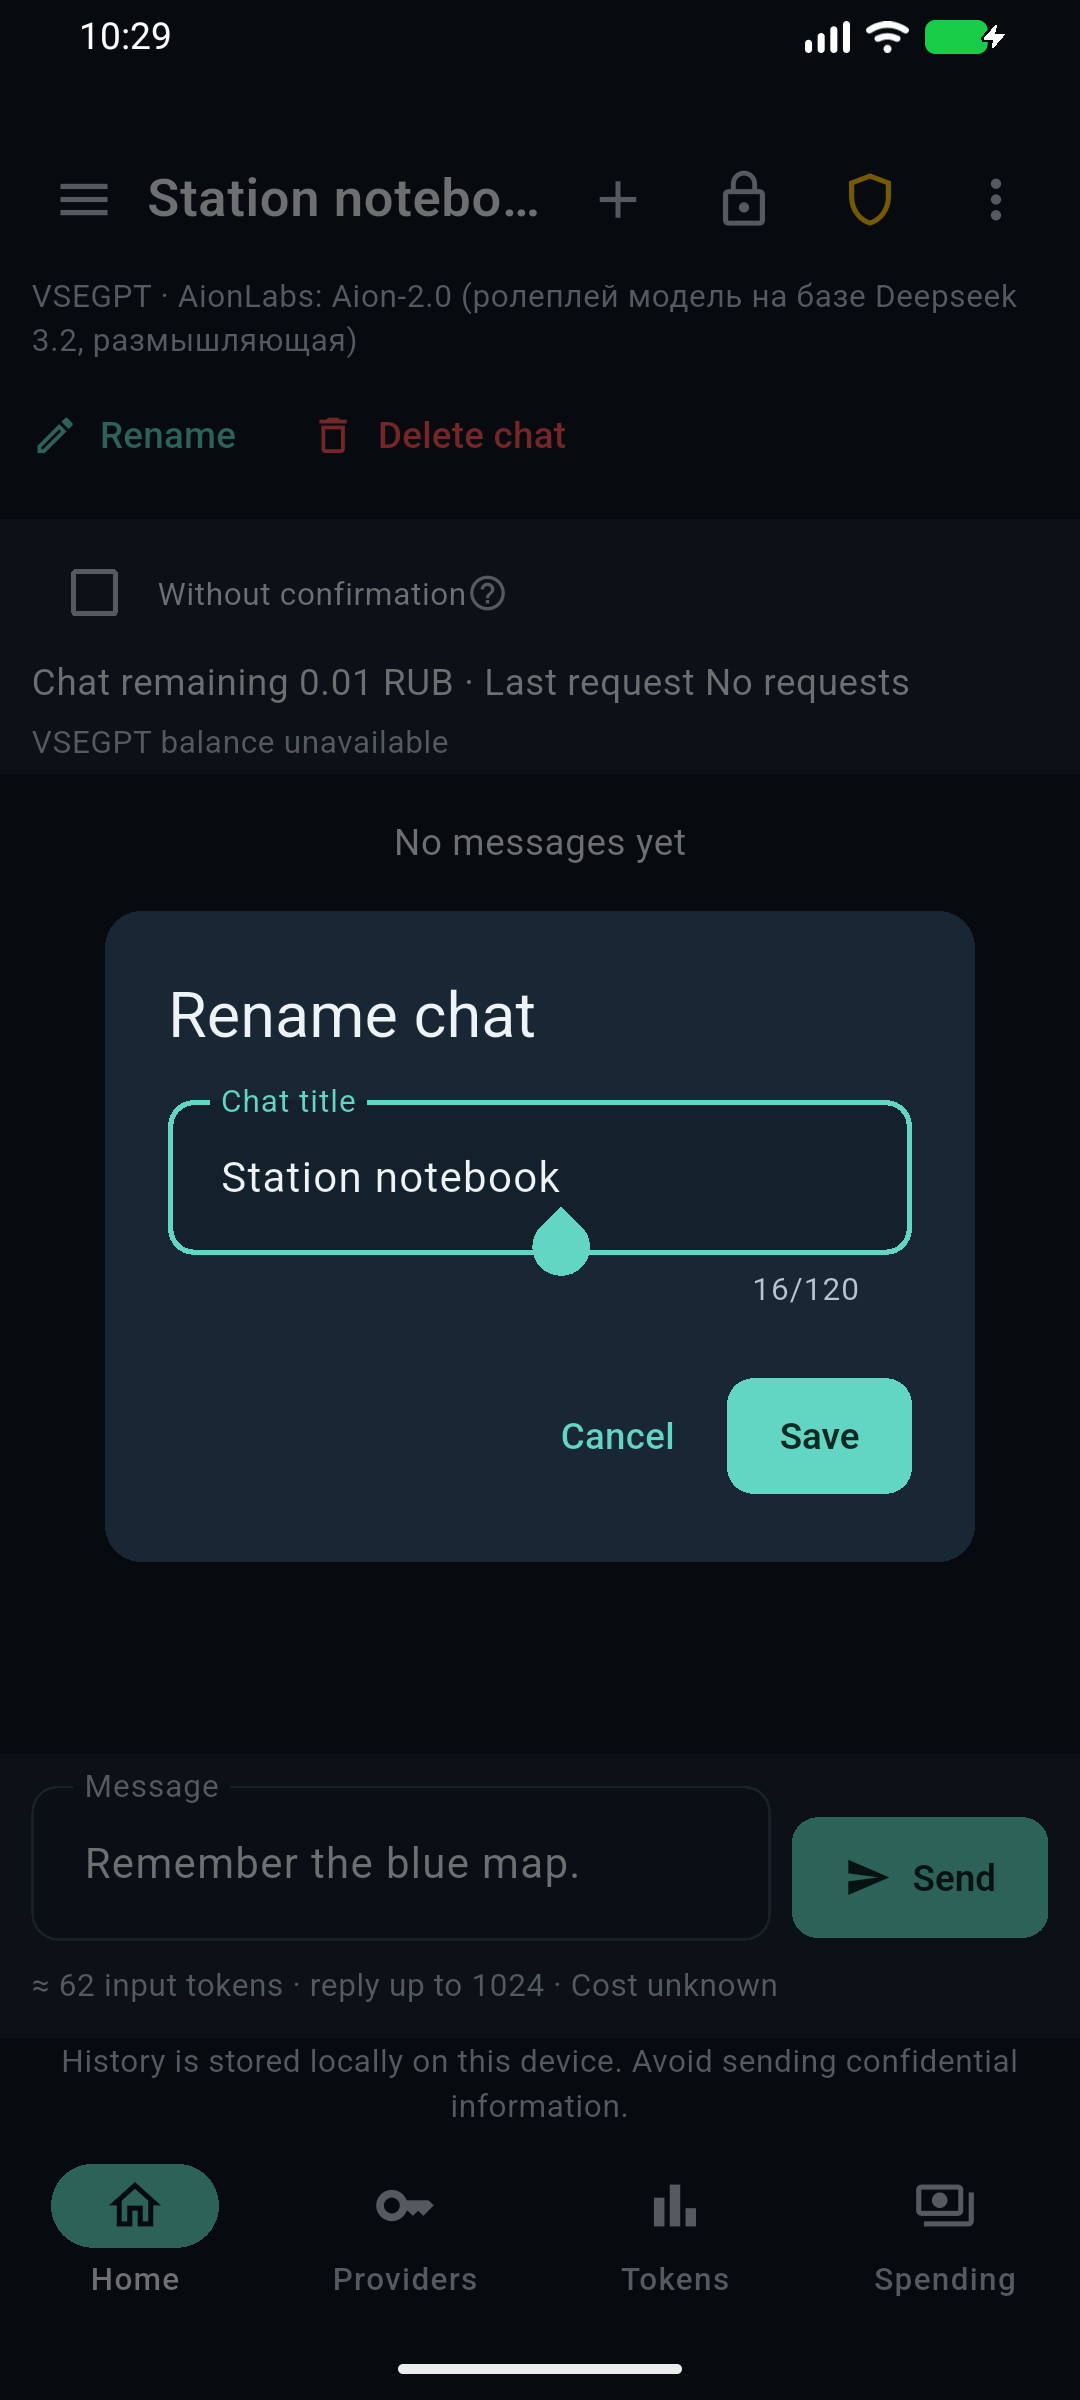 10:29
Station notebo...
VSEGPT · AionLabs: Aion-2.0 (ролеплей модель на базе Deepseek
3.2, размышляющая)
Rename
Delete chat
Without confirmation
Chat remaining 0.01 RUB · Last request No requests
VSEGPT balance unavailable
No messages yet
Rename chat
Chat title
Station notebook
16/120
Cancel
Save
Message
Remember the blue map.
Send
≈ 62 input tokens · reply up to 1024 · Cost unknown
History is stored locally on this device. Avoid sending confidential
information.
Home
Providers
Tokens
Spending